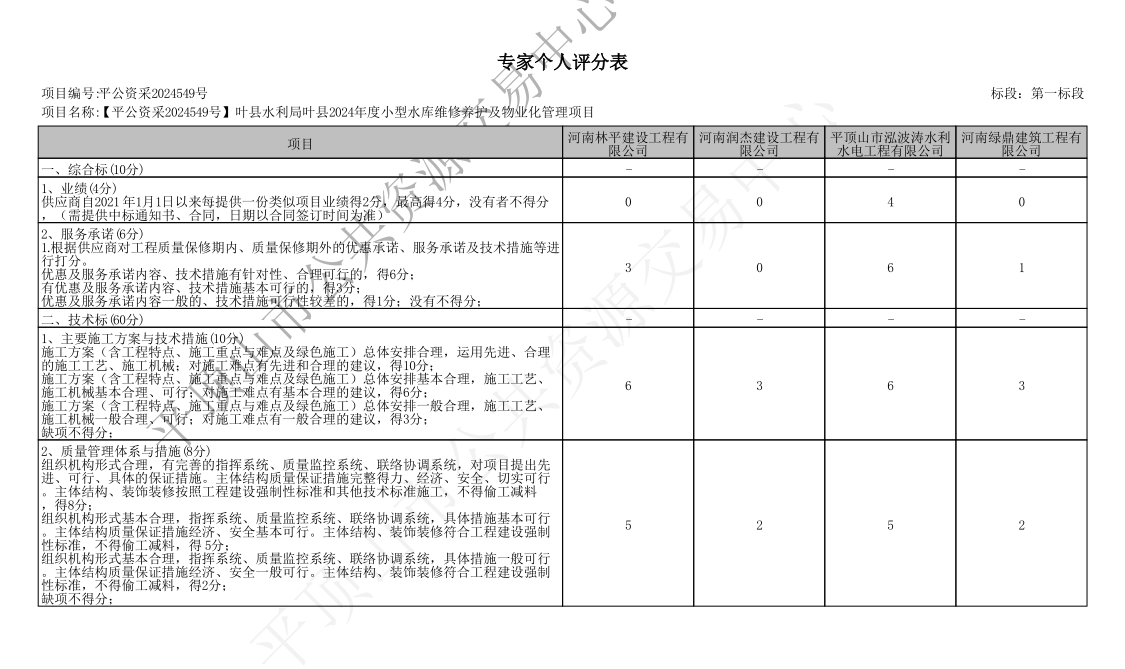 专家个人评分表
项目编号:平公资采2024549号
标段：第一标段
项目名称:【平公资采2024549号】叶县水利局叶县2024年度小型水库维修养护及物业化管理项目
项目
河南林平建设工程有
限公司
河南润杰建设工程有
限公司
平顶山市泓波涛水利
水电工程有限公司
河南绿鼎建筑工程有
限公司
一、综合标(10分)
－ － － －
1、业绩(4分)
供应商自2021 年1月1日以来每提供一份类似项目业绩得2分，最高得4分，没有者不得分
，（需提供中标通知书、合同，日期以合同签订时间为准）
0 0 4 0
2、服务承诺(6分)
1.根据供应商对工程质量保修期内、质量保修期外的优惠承诺、服务承诺及技术措施等进
行打分。
优惠及服务承诺内容、技术措施有针对性、合理可行的，得6分；
有优惠及服务承诺内容、技术措施基本可行的，得3分；
优惠及服务承诺内容一般的、技术措施可行性较差的，得1分；没有不得分；
3 0 6 1
二、技术标(60分)
－ － － －
1、主要施工方案与技术措施(10分)
施工方案（含工程特点、施工重点与难点及绿色施工）总体安排合理，运用先进、合理
的施工工艺、施工机械；对施工难点有先进和合理的建议，得10分；
施工方案（含工程特点、施工重点与难点及绿色施工）总体安排基本合理，施工工艺、
施工机械基本合理、可行；对施工难点有基本合理的建议，得6分；
施工方案（含工程特点、施工重点与难点及绿色施工）总体安排一般合理，施工工艺、
施工机械一般合理、可行；对施工难点有一般合理的建议，得3分；
缺项不得分；
6 3 6 3
2、质量管理体系与措施(8分)
组织机构形式合理，有完善的指挥系统、质量监控系统、联络协调系统，对项目提出先
进、可行、具体的保证措施。主体结构质量保证措施完整得力、经济、安全、切实可行
。主体结构、装饰装修按照工程建设强制性标准和其他技术标准施工，不得偷工减料
，得8分；
组织机构形式基本合理，指挥系统、质量监控系统、联络协调系统，具体措施基本可行
。主体结构质量保证措施经济、安全基本可行。主体结构、装饰装修符合工程建设强制
性标准，不得偷工减料，得 5分；
组织机构形式基本合理，指挥系统、质量监控系统、联络协调系统，具体措施一般可行
。主体结构质量保证措施经济、安全一般可行。主体结构、装饰装修符合工程建设强制
性标准，不得偷工减料，得2分；
缺项不得分；
5 2 5 2
平顶山市公共资源交易中心
平顶山市公共资源交易中心